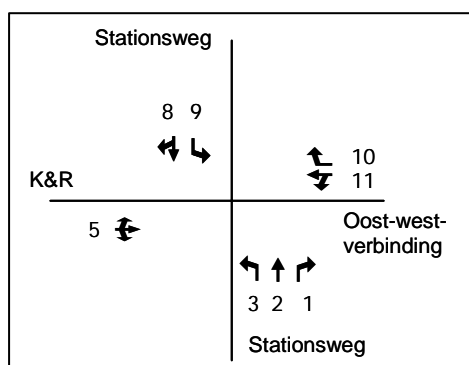 Stationsweg
8 9
10
K&R
11
Oost-west-
verbinding
5
3 2 1
Stationsweg